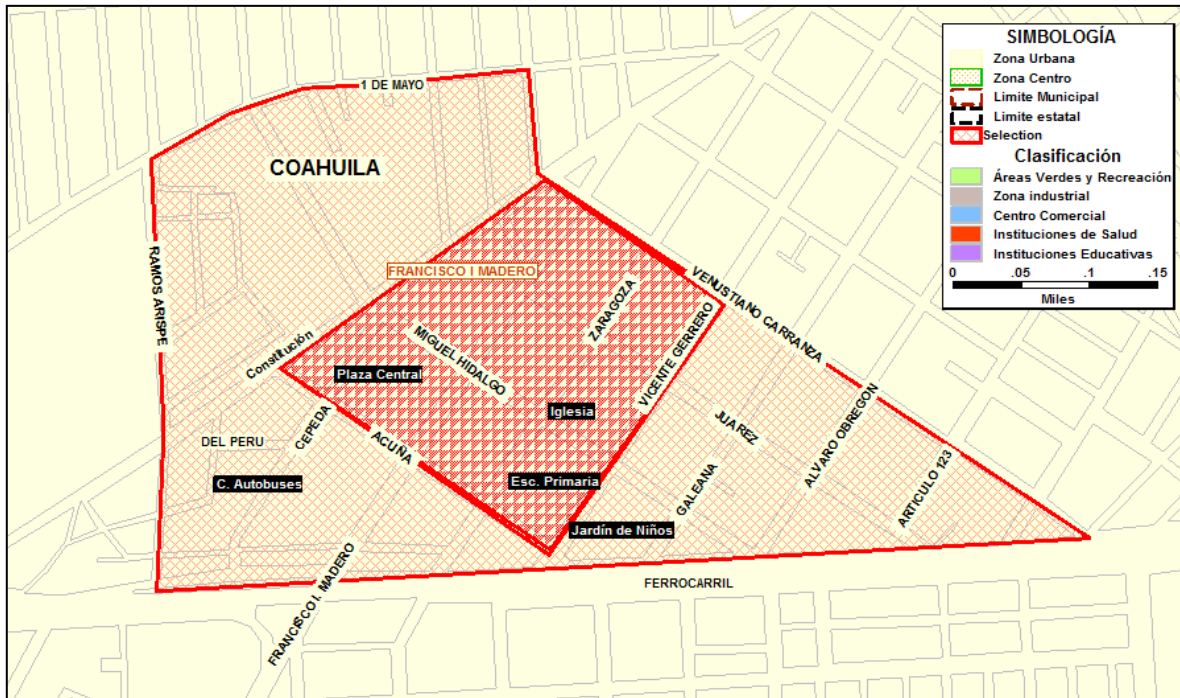 SIMBOLOGÍA
Zona Urbana
Zona Centro
Limite Municipal
Limite estatal
Selection
Clasificación
Áreas Verdes y Recreación
Zona industrial
Centro Comercial
Instituciones de Salud
Instituciones Educativas
0 .05 .1 .15
Miles
1 DE MAYO
COAHUILA
RAMOS ARISPE
FRANCISCO I MADERO
VENUSTIANO CARRANZA
ZARAGOZA
Constitución
MIGUEL HIDALGO
VICENTE GERRERO
Plaza Central
Iglesia
CEPEDA
DEL PERU
ACUÑA
JUAREZ
ALVARO OBREGON
C. Autobuses
Esc. Primaria
GALEANA
ARTICULO 123
Jardín de Niños
FRANCISCO I. MADERO
FERROCARRIL